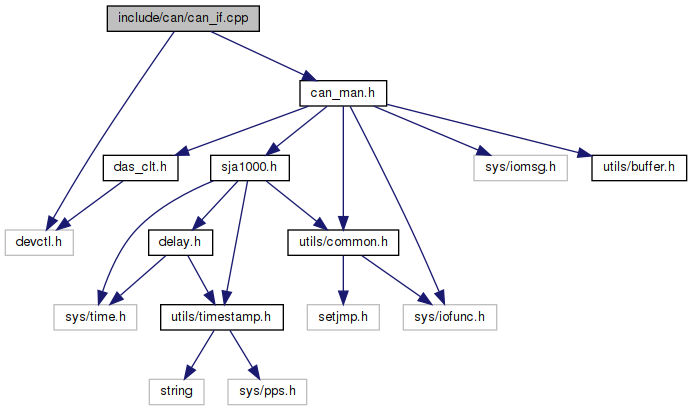 include/can/can_if.cpp
can_man.h
das_clt.h
sja1000.h
sys/iomsg.h
utils/buffer.h
devctl.h
delay.h
utils/common.h
sys/time.h
utils/timestamp.h
setjmp.h
sys/iofunc.h
string
sys/pps.h